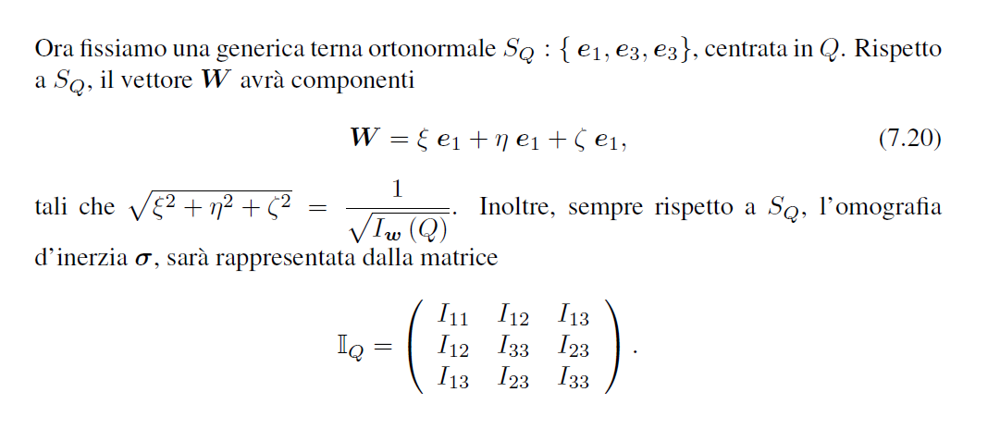 Ora fissiamo una generica terna ortonormale $S_Q : \{ \boldsymbol{e}_1, \boldsymbol{e}_3, \boldsymbol{e}_3 \}$, centrata in $Q$. Rispetto
a $S_Q$, il vettore $\boldsymbol{W}$ avrà componenti
$\boldsymbol{W} = \xi \, \boldsymbol{e}_1 + \eta \, \boldsymbol{e}_1 + \zeta \, \boldsymbol{e}_1,$ (7.20)
tali che $\sqrt{\xi^2 + \eta^2 + \zeta^2} = \frac{1}{\sqrt{I_{\boldsymbol{w}}(Q)}}$. Inoltre, sempre rispetto a $S_Q$, l'omografia
d'inerzia $\boldsymbol{\sigma}$, sarà rappresentata dalla matrice
$\mathbb{I}_Q = \begin{pmatrix} I_{11} & I_{12} & I_{13} \\ I_{12} & I_{33} & I_{23} \\ I_{13} & I_{23} & I_{33} \end{pmatrix}.$